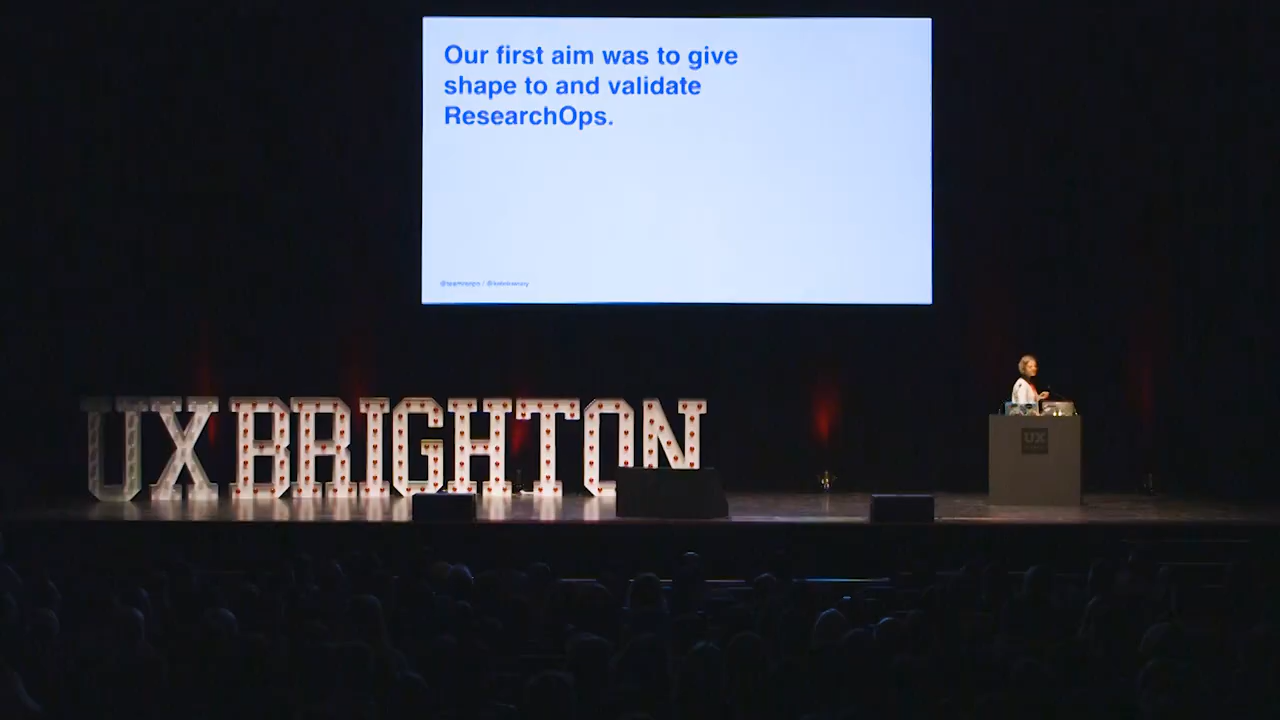 Our first aim was to give
shape to and validate
ResearchOps.
UXBRIGHTON
UX